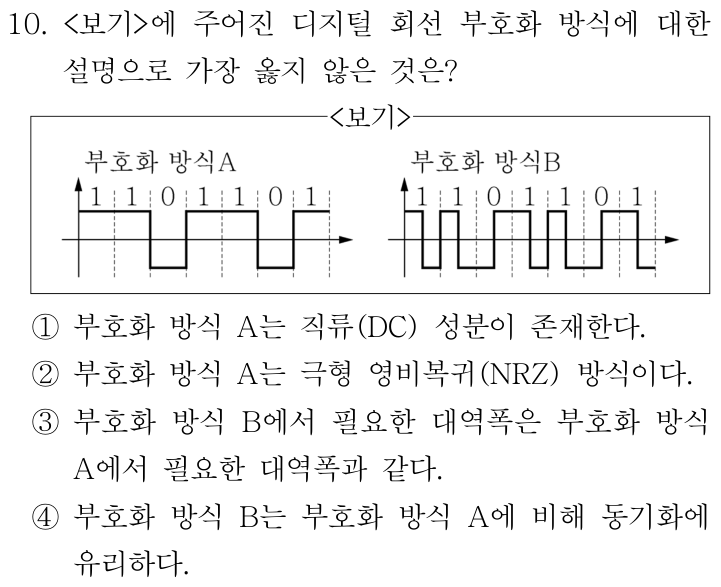 10. <보기>에 주어진 디지털 회선 부호화 방식에 대한
설명으로 가장 옳지 않은 것은?
<보기>
부호화 방식A
1 1 0 1 1 0 1
부호화 방식B
1 1 0 1 1 0 1
① 부호화 방식 A는 직류(DC) 성분이 존재한다.
② 부호화 방식 A는 극형 영비복귀(NRZ) 방식이다.
③ 부호화 방식 B에서 필요한 대역폭은 부호화 방식
A에서 필요한 대역폭과 같다.
④ 부호화 방식 B는 부호화 방식 A에 비해 동기화에
유리하다.